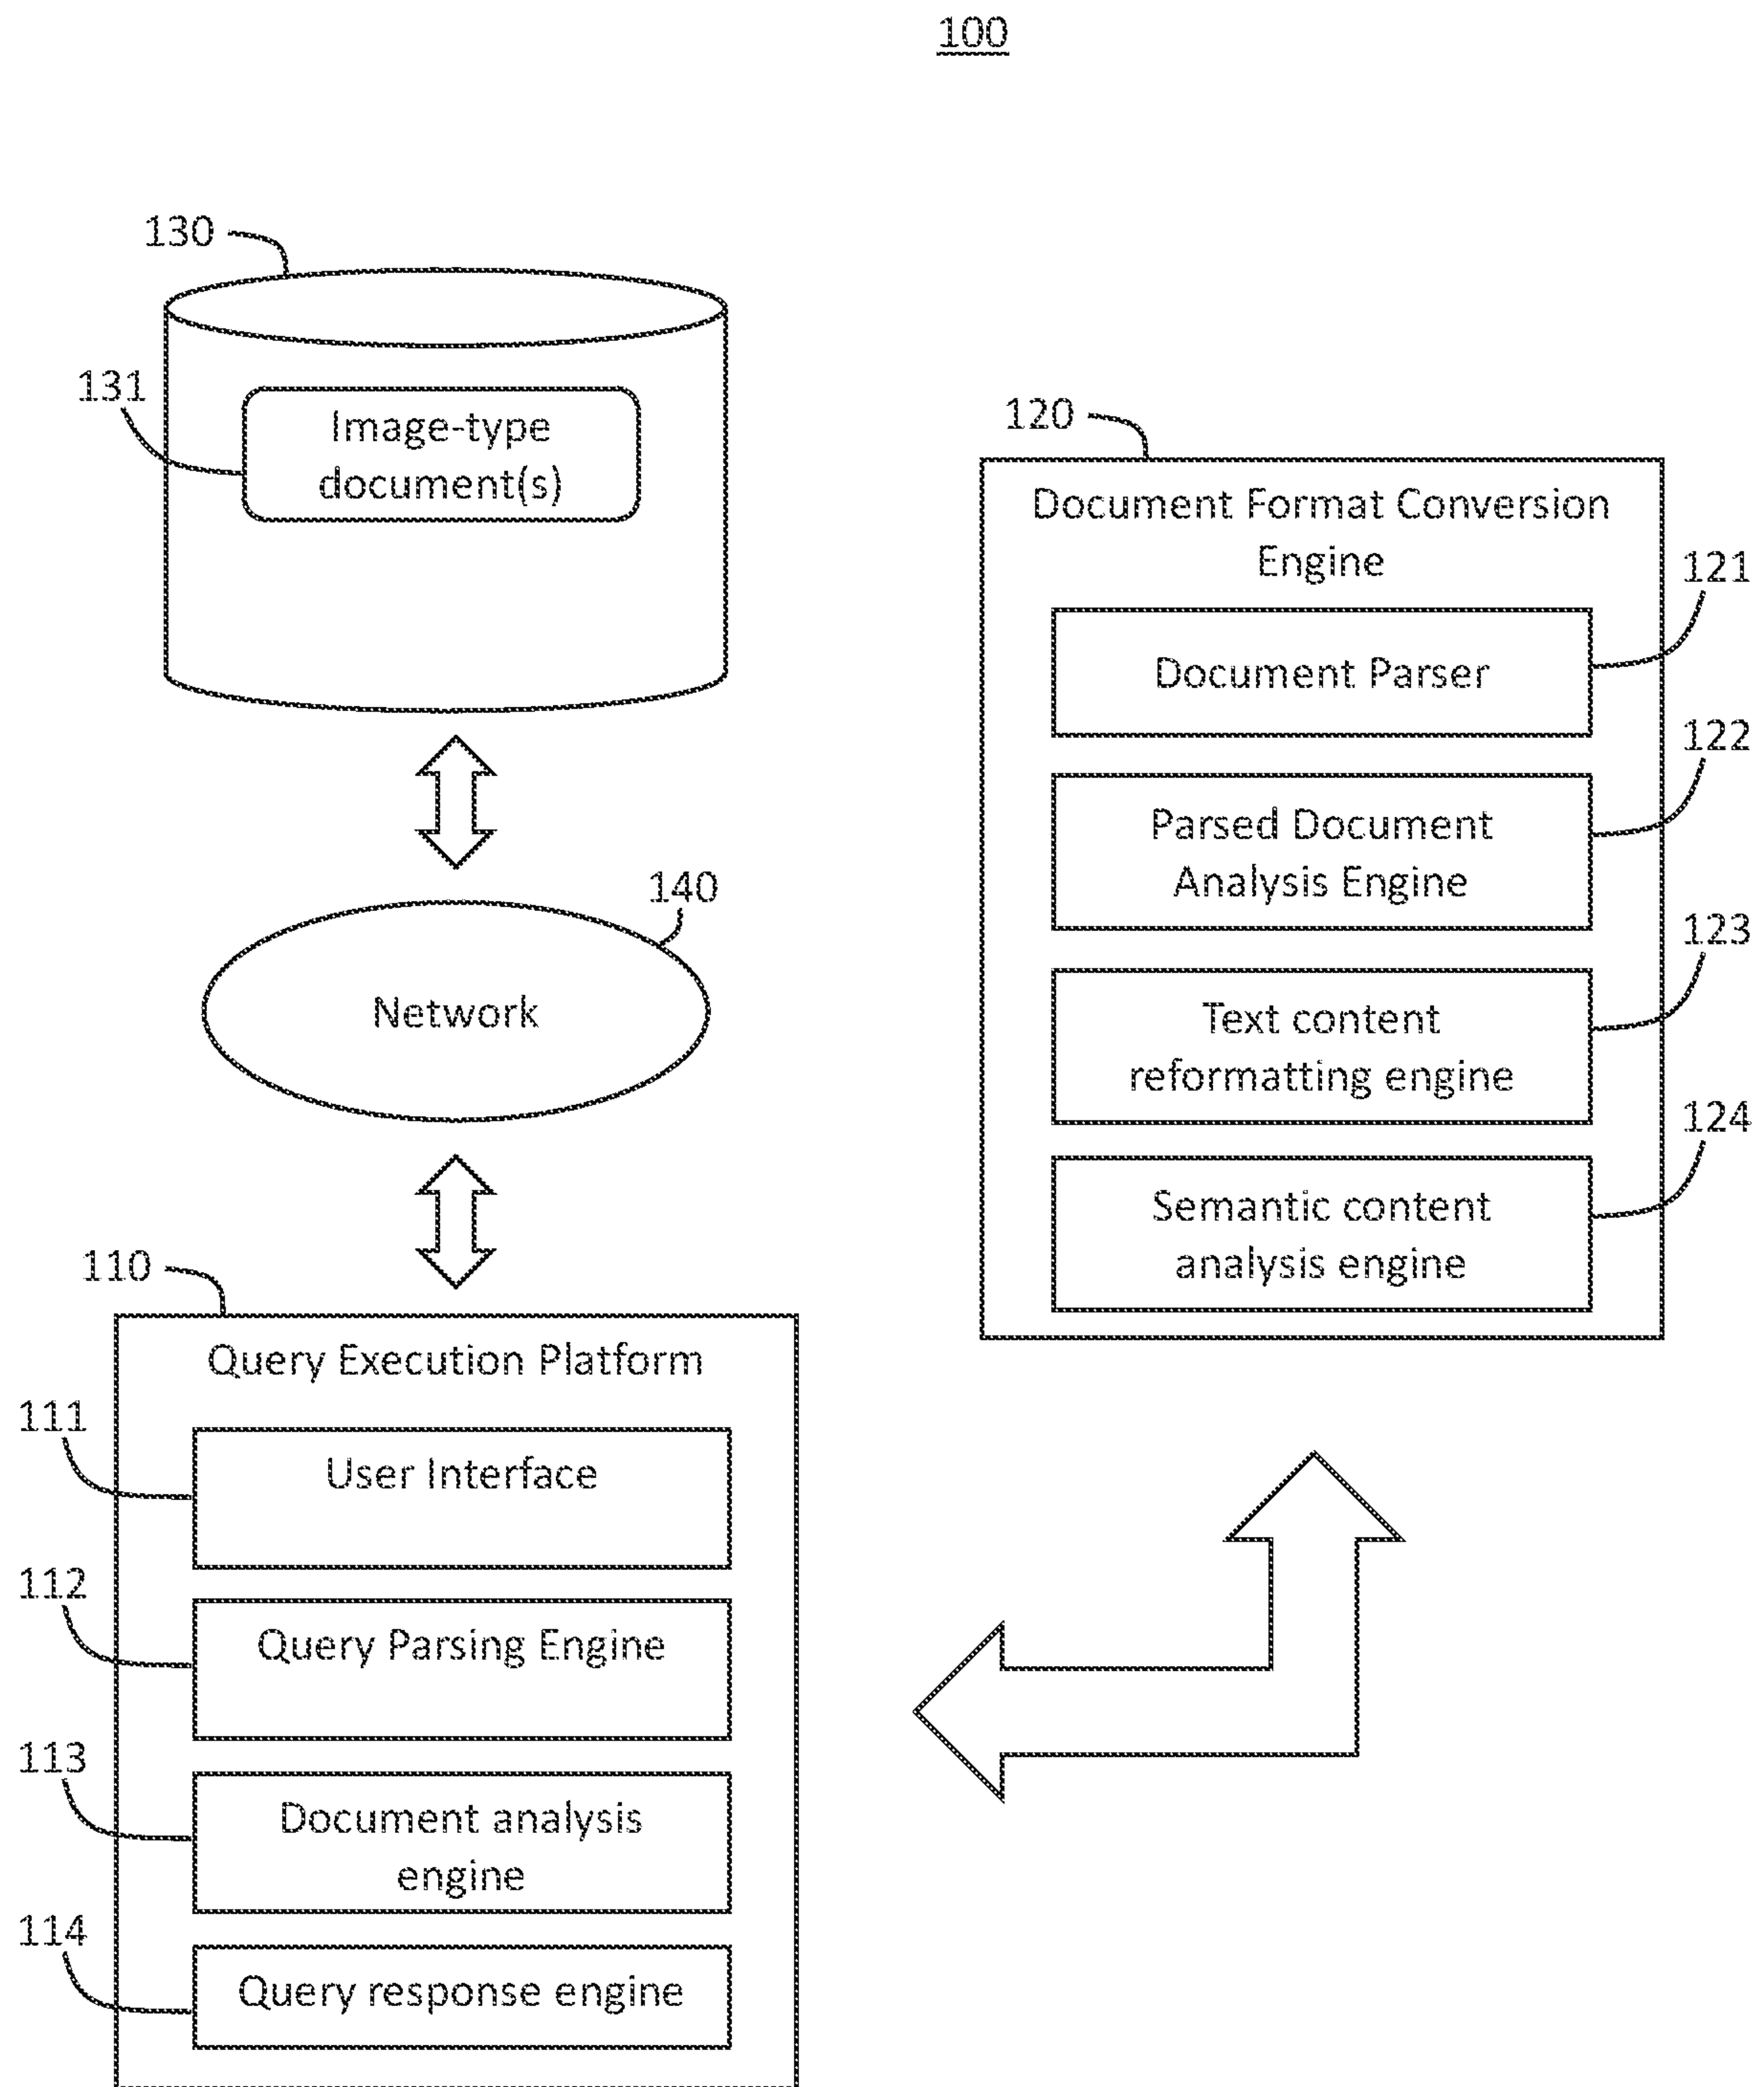 100
130
131
Image-type
document(s)
140
Network
110
Query Execution Platform
111
User Interface
112
Query Parsing Engine
113
Document analysis
engine
114
Query response engine
120
Document Format Conversion
Engine
121
Document Parser
122
Parsed Document
Analysis Engine
123
Text content
reformatting engine
124
Semantic content
analysis engine